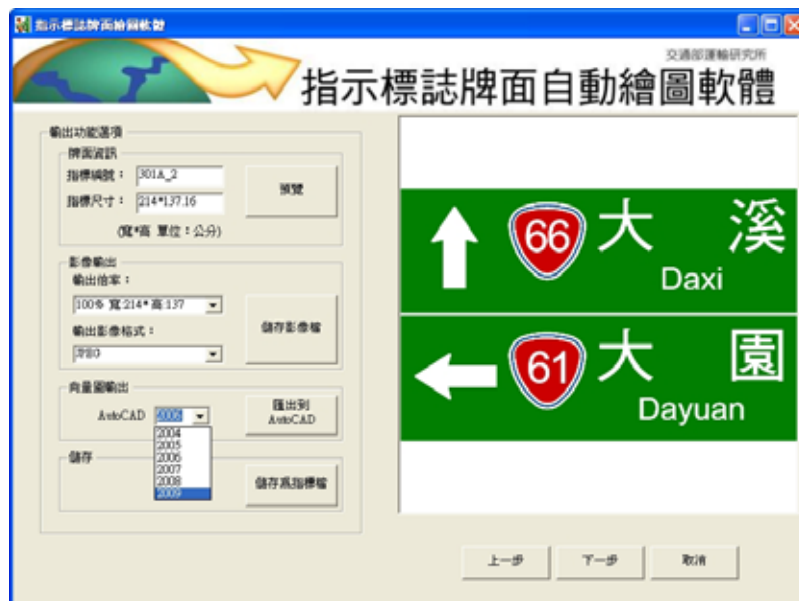 指示標誌牌面繪圖軟體
交通部運輸研究所
指示標誌牌面自動繪圖軟體
輸出功能選項
牌面資訊
指標編號： 301A_2
預覽
指標尺寸： 214*137.16
(寬*高 單位：公分)
影像輸出
輸出倍率：
100% 寬:214* 高:137
儲存影像檔
輸出影像格式：
JPEG
向量圖輸出
AutoCAD 2006
匯出到
AutoCAD
2004
2005
2006
2007
2008
2009
儲存
儲存為指標檔
66 大 溪
Daxi
61 大 園
Dayuan
上一步
下一步
取消